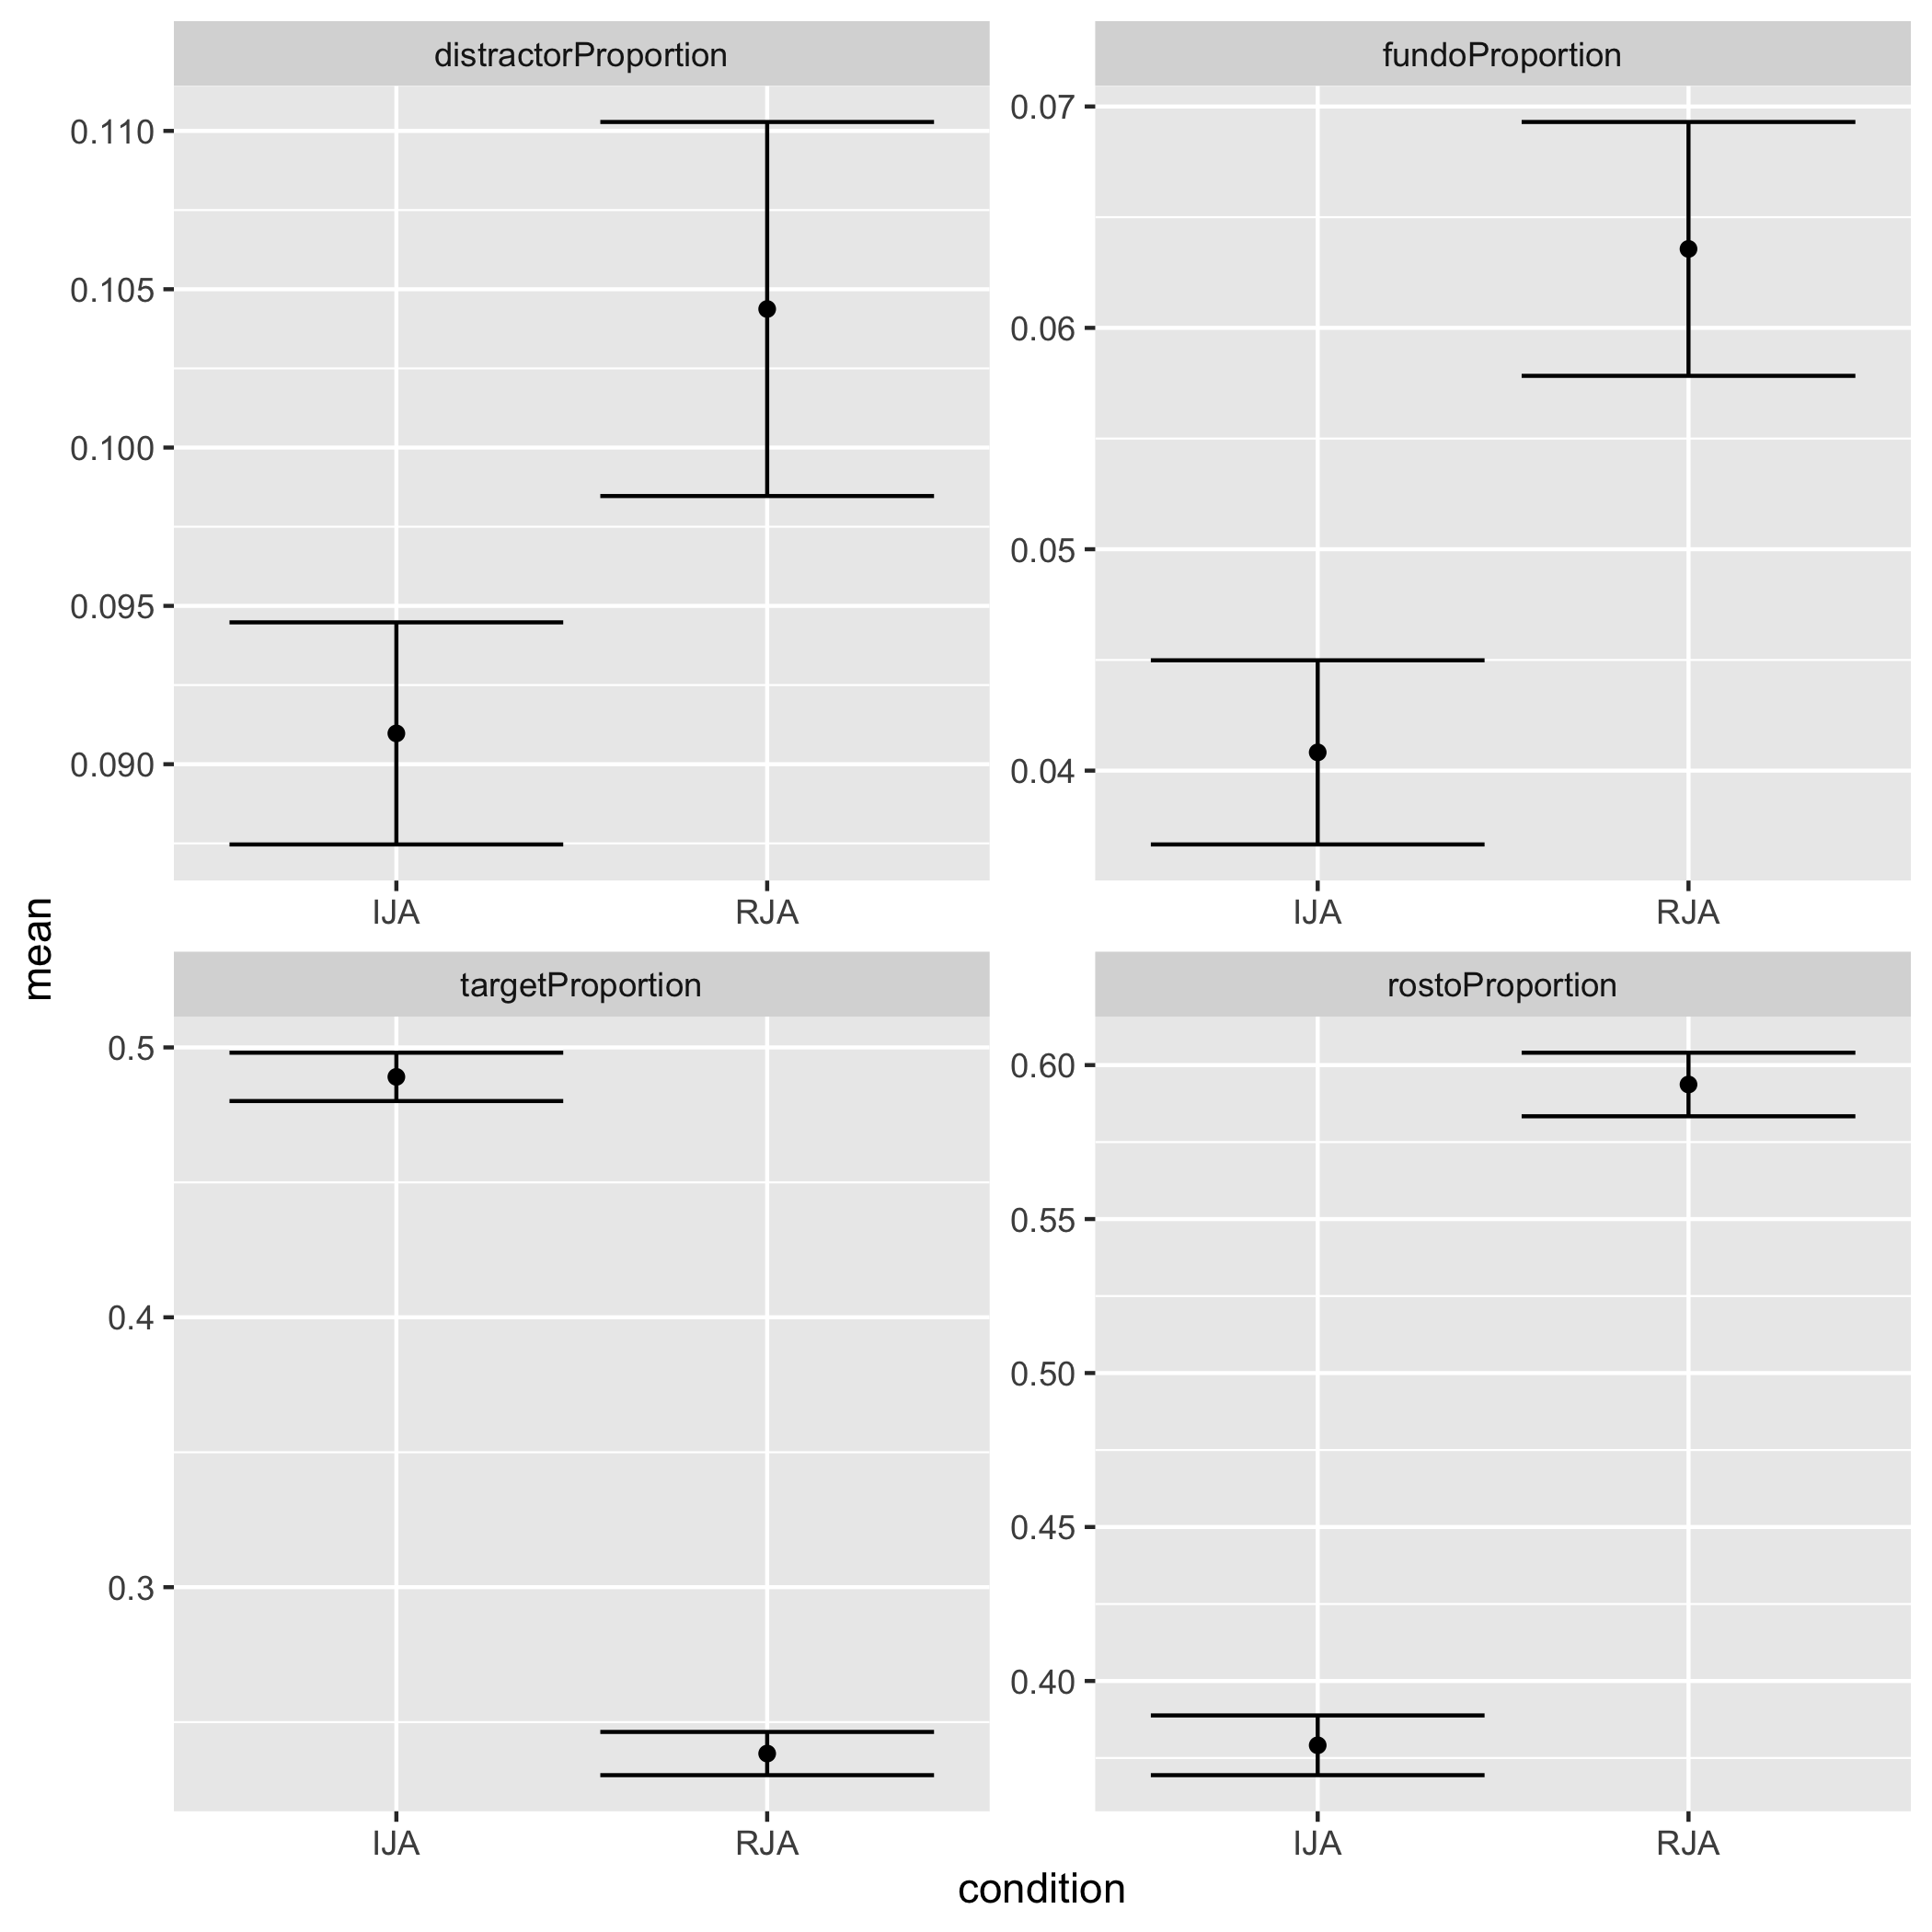 distractorProportion
fundoProportion
0.110
0.105
0.100
0.095
0.090
0.07
0.06
0.05
0.04
IJA
RJA
IJA
RJA
mean
targetProportion
rostoProportion
0.5
0.4
0.3
0.60
0.55
0.50
0.45
0.40
IJA
RJA
IJA
RJA
condition